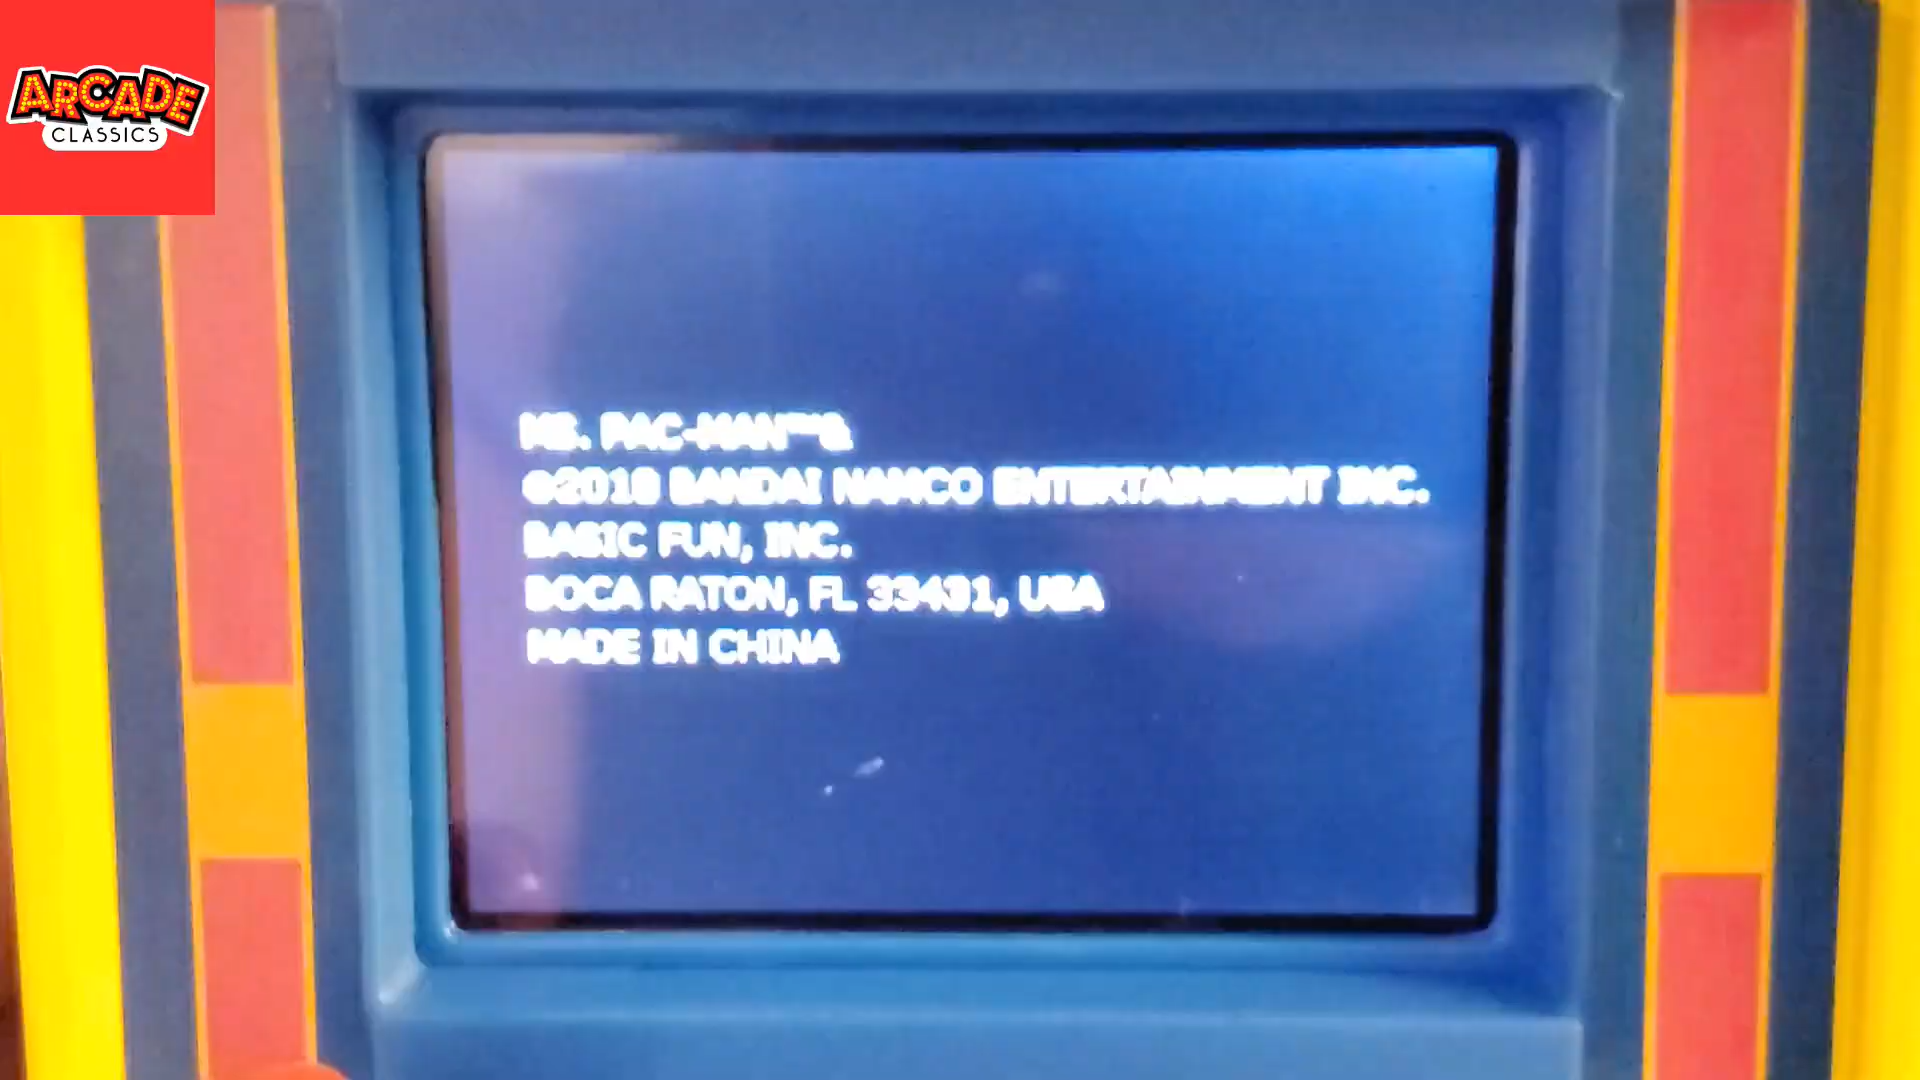 ARCADE
CLASSICS
MS. PAC-MAN™&
©2018 BANDAI NAMCO ENTERTAINMENT INC.
BASIC FUN, INC.
BOCA RATON, FL 33431, USA
MADE IN CHINA